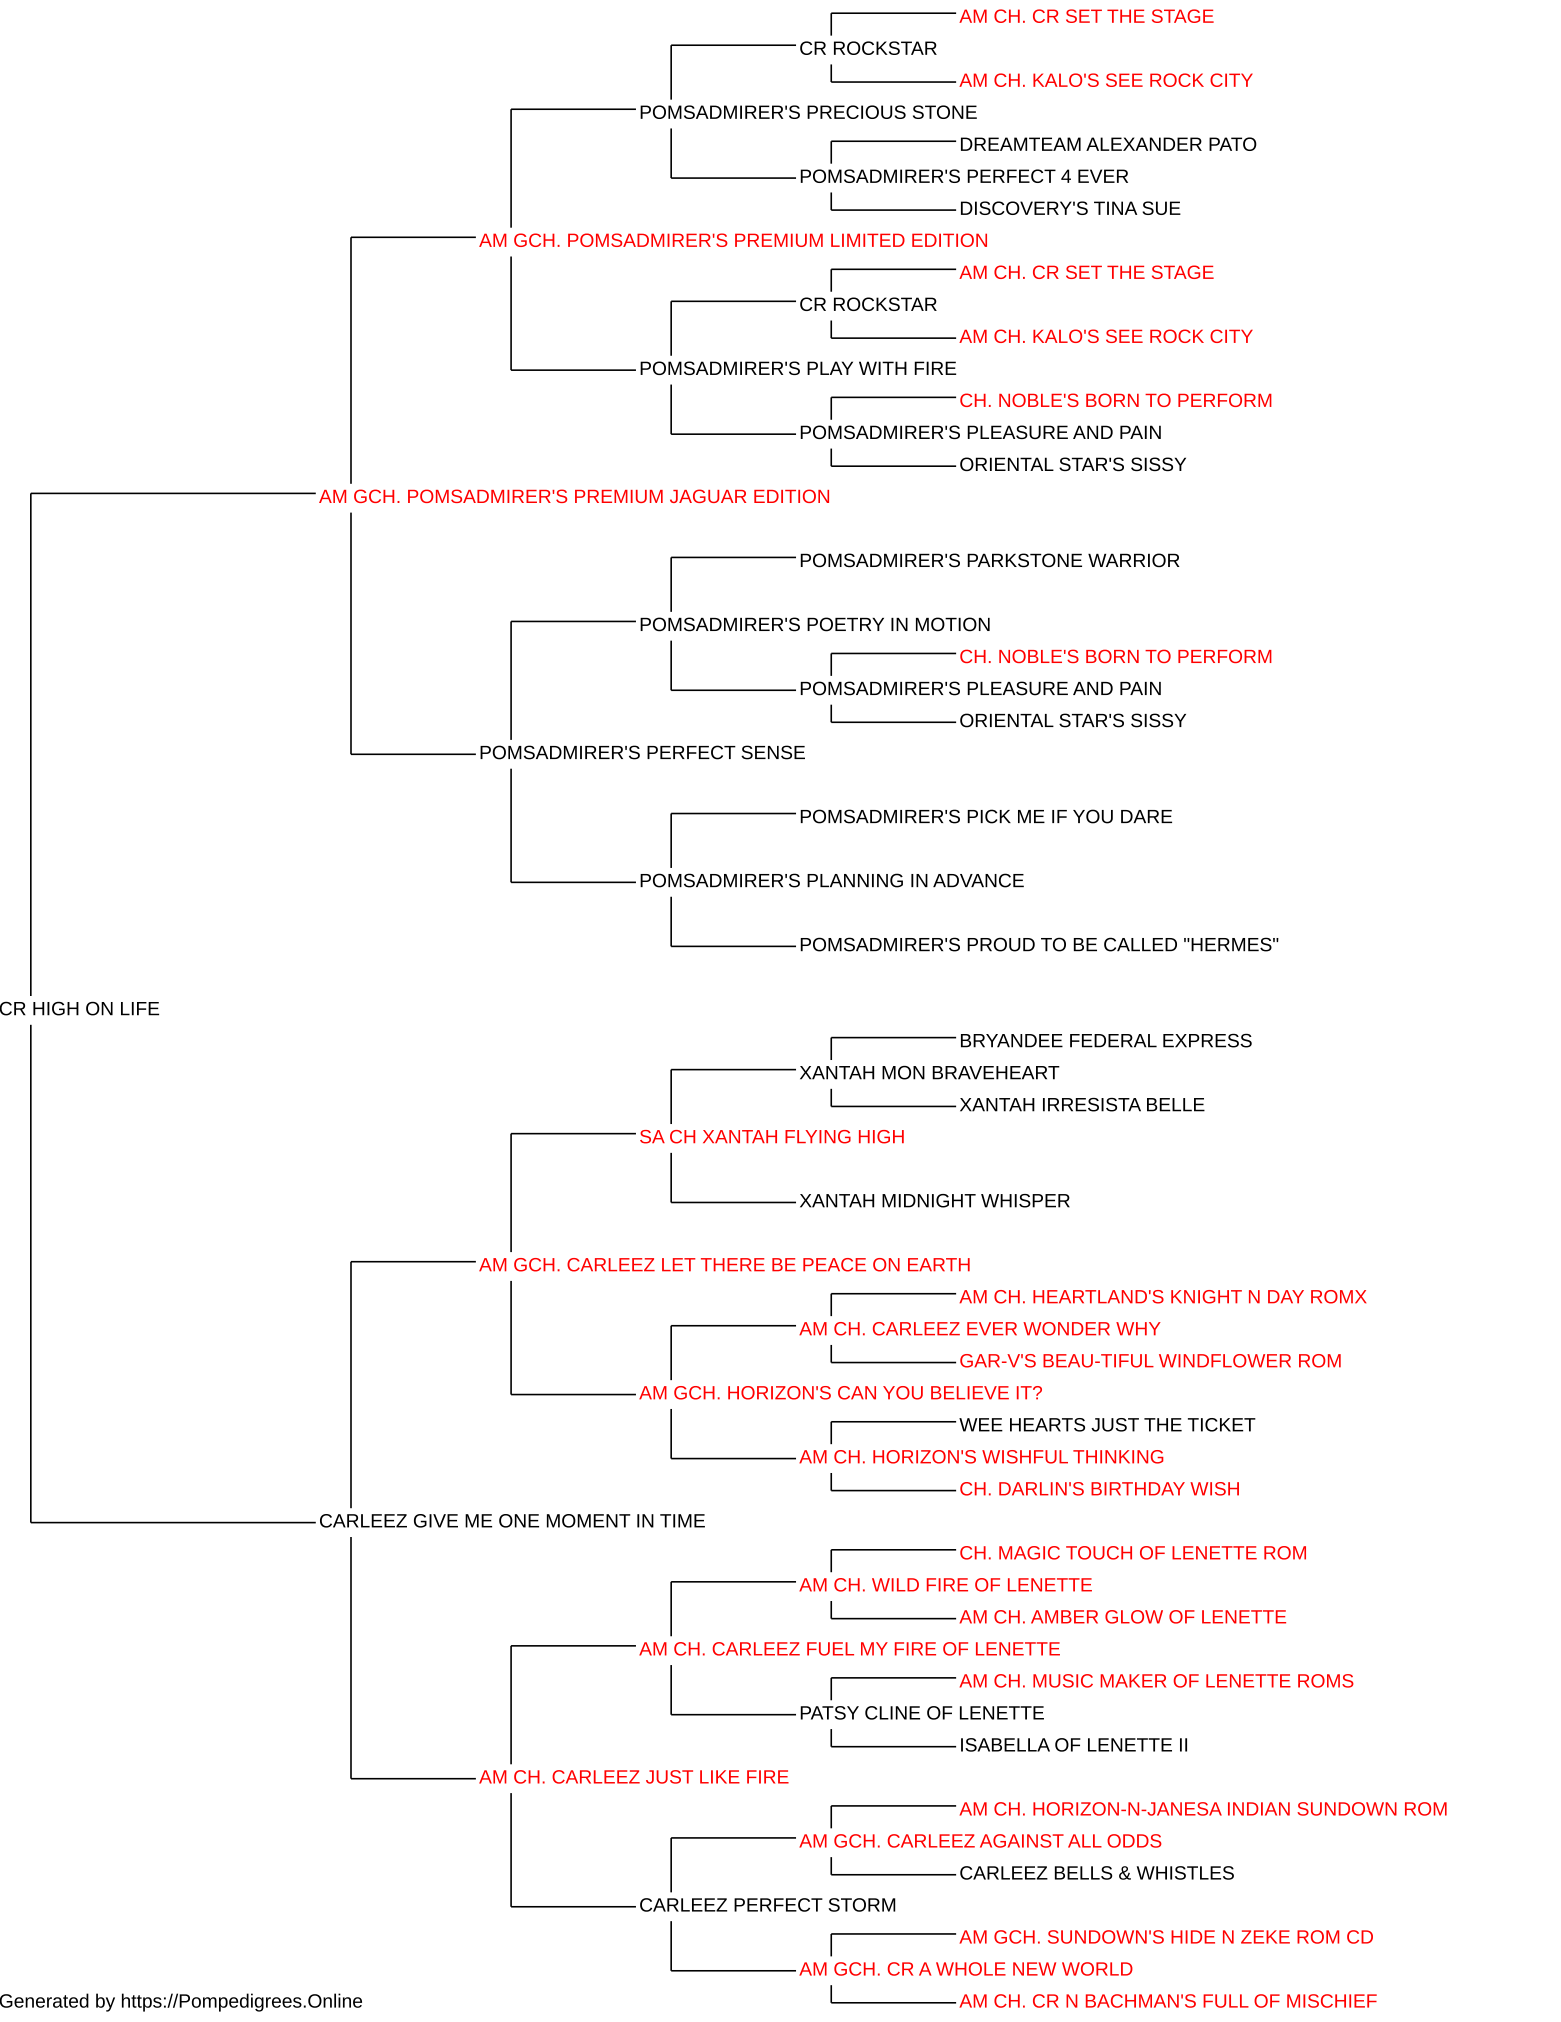 AM CH. CR SET THE STAGE
CR ROCKSTAR
AM CH. KALO'S SEE ROCK CITY
POMSADMIRER'S PRECIOUS STONE
DREAMTEAM ALEXANDER PATO
POMSADMIRER'S PERFECT 4 EVER
DISCOVERY'S TINA SUE
AM GCH. POMSADMIRER'S PREMIUM LIMITED EDITION
AM CH. CR SET THE STAGE
CR ROCKSTAR
AM CH. KALO'S SEE ROCK CITY
POMSADMIRER'S PLAY WITH FIRE
CH. NOBLE'S BORN TO PERFORM
POMSADMIRER'S PLEASURE AND PAIN
ORIENTAL STAR'S SISSY
AM GCH. POMSADMIRER'S PREMIUM JAGUAR EDITION
POMSADMIRER'S PARKSTONE WARRIOR
POMSADMIRER'S POETRY IN MOTION
CH. NOBLE'S BORN TO PERFORM
POMSADMIRER'S PLEASURE AND PAIN
ORIENTAL STAR'S SISSY
POMSADMIRER'S PERFECT SENSE
POMSADMIRER'S PICK ME IF YOU DARE
POMSADMIRER'S PLANNING IN ADVANCE
POMSADMIRER'S PROUD TO BE CALLED "HERMES"
CR HIGH ON LIFE
BRYANDEE FEDERAL EXPRESS
XANTAH MON BRAVEHEART
XANTAH IRRESISTA BELLE
SA CH XANTAH FLYING HIGH
XANTAH MIDNIGHT WHISPER
AM GCH. CARLEEZ LET THERE BE PEACE ON EARTH
AM CH. HEARTLAND'S KNIGHT N DAY ROMX
AM CH. CARLEEZ EVER WONDER WHY
GAR-V'S BEAU-TIFUL WINDFLOWER ROM
AM GCH. HORIZON'S CAN YOU BELIEVE IT?
WEE HEARTS JUST THE TICKET
AM CH. HORIZON'S WISHFUL THINKING
CH. DARLIN'S BIRTHDAY WISH
CARLEEZ GIVE ME ONE MOMENT IN TIME
CH. MAGIC TOUCH OF LENETTE ROM
AM CH. WILD FIRE OF LENETTE
AM CH. AMBER GLOW OF LENETTE
AM CH. CARLEEZ FUEL MY FIRE OF LENETTE
AM CH. MUSIC MAKER OF LENETTE ROMS
PATSY CLINE OF LENETTE
ISABELLA OF LENETTE II
AM CH. CARLEEZ JUST LIKE FIRE
AM CH. HORIZON-N-JANESA INDIAN SUNDOWN ROM
AM GCH. CARLEEZ AGAINST ALL ODDS
CARLEEZ BELLS & WHISTLES
CARLEEZ PERFECT STORM
AM GCH. SUNDOWN'S HIDE N ZEKE ROM CD
AM GCH. CR A WHOLE NEW WORLD
AM CH. CR N BACHMAN'S FULL OF MISCHIEF
Generated by https://Pompedigrees.Online